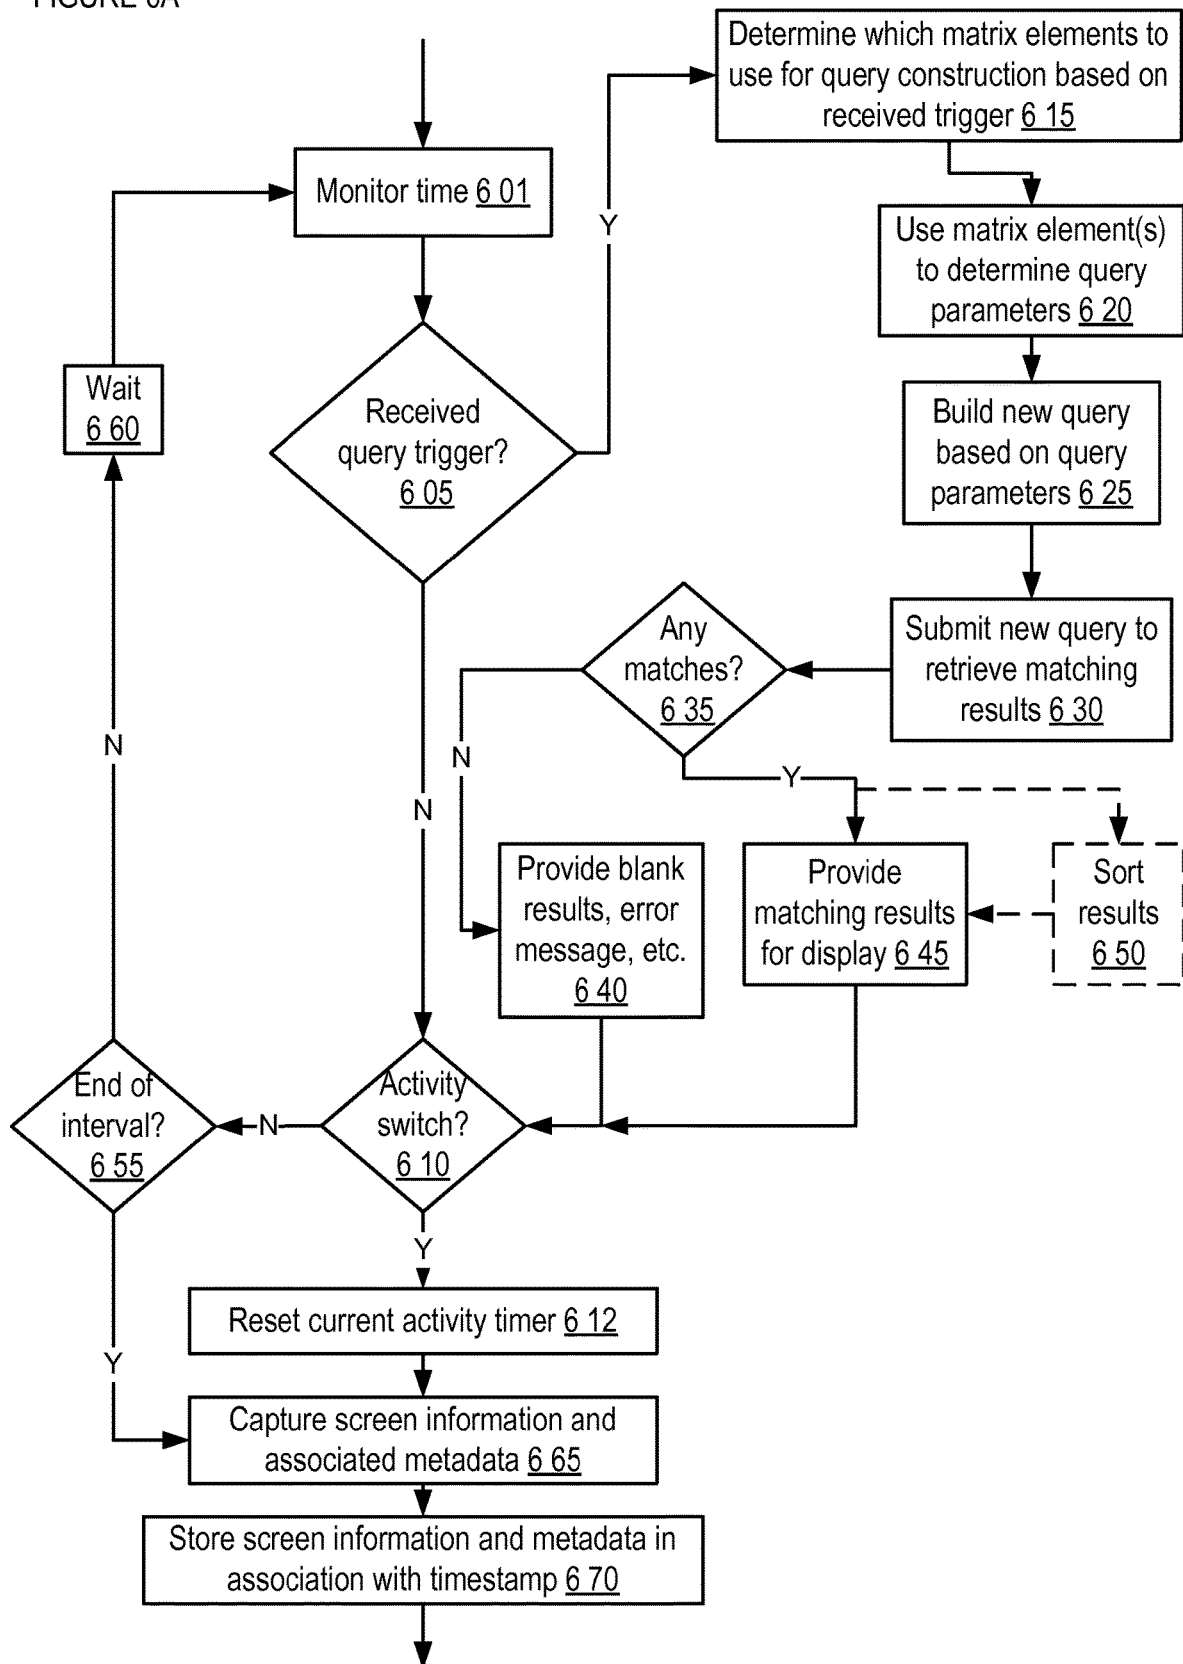 FIGURE 6A
Determine which matrix elements to
use for query construction based on
received trigger 6 15
Monitor time 6 01
Y
Use matrix element(s)
to determine query
parameters 6 20
Wait
6 60
Received
query trigger?
6 05
Build new query
based on query
parameters 6 25
Any
matches?
6 35
Submit new query to
retrieve matching
results 6 30
N
N
Y
N
Provide blank
results, error
message, etc.
6 40
Provide
matching results
for display 6 45
Sort
results
6 50
End of
interval?
6 55
N
Activity
switch?
6 10
Y
Reset current activity timer 6 12
Y
Capture screen information and
associated metadata 6 65
Store screen information and metadata in
association with timestamp 6 70